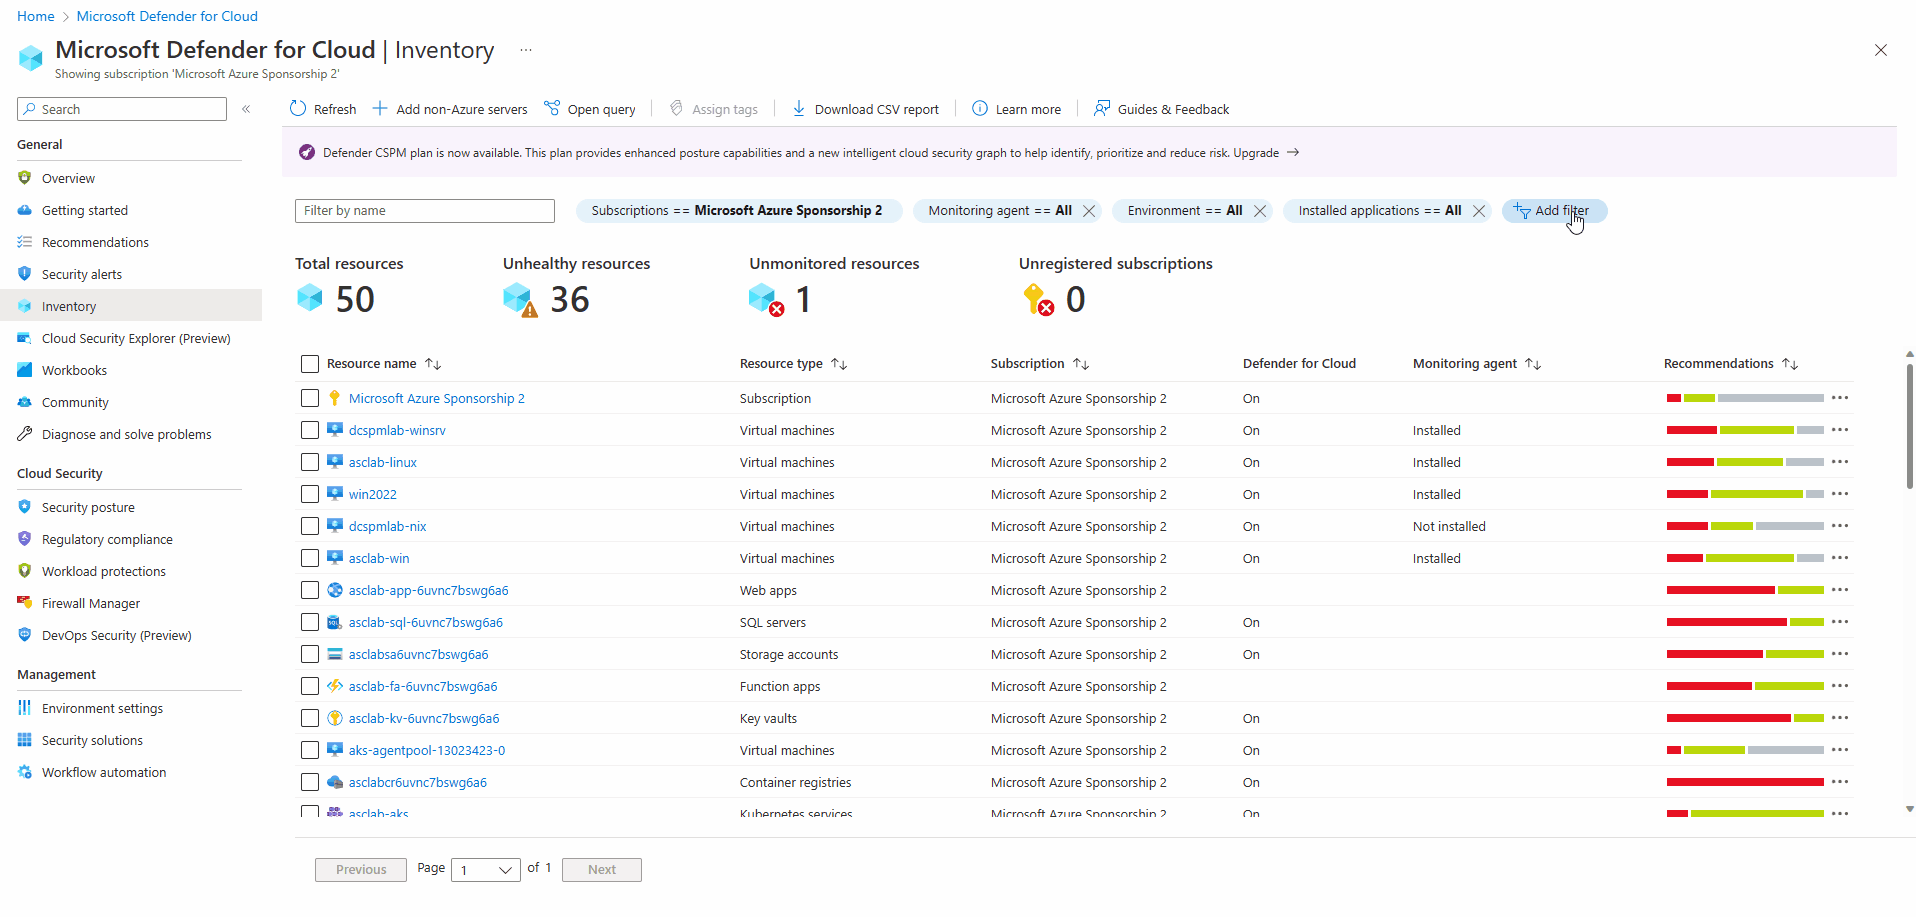 Home > Microsoft Defender for Cloud
Microsoft Defender for Cloud | Inventory ...
Showing subscription 'Microsoft Azure Sponsorship 2'
Search «
Refresh Add non-Azure servers Open query Assign tags Download CSV report Learn more Guides & Feedback
Defender CSPM plan is now available. This plan provides enhanced posture capabilities and a new intelligent cloud security graph to help identify, prioritize and reduce risk. Upgrade →
General
Overview
Getting started
Recommendations
Security alerts
Inventory
Cloud Security Explorer (Preview)
Workbooks
Community
Diagnose and solve problems
Cloud Security
Security posture
Regulatory compliance
Workload protections
Firewall Manager
DevOps Security (Preview)
Management
Environment settings
Security solutions
Workflow automation
Filter by name Subscriptions == Microsoft Azure Sponsorship 2 Monitoring agent == All Environment == All Installed applications == All Add filter
Total resources Unhealthy resources Unmonitored resources Unregistered subscriptions
50 36 1 0
Resource name Resource type Subscription Defender for Cloud Monitoring agent Recommendations
Microsoft Azure Sponsorship 2 Subscription Microsoft Azure Sponsorship 2 On
dcspmlab-winsrv Virtual machines Microsoft Azure Sponsorship 2 On Installed
asclab-linux Virtual machines Microsoft Azure Sponsorship 2 On Installed
win2022 Virtual machines Microsoft Azure Sponsorship 2 On Installed
dcspmlab-nix Virtual machines Microsoft Azure Sponsorship 2 On Not installed
asclab-win Virtual machines Microsoft Azure Sponsorship 2 On Installed
asclab-app-6uvnc7bswg6a6 Web apps Microsoft Azure Sponsorship 2
asclab-sql-6uvnc7bswg6a6 SQL servers Microsoft Azure Sponsorship 2 On
asclabsa6uvnc7bswg6a6 Storage accounts Microsoft Azure Sponsorship 2 On
asclab-fa-6uvnc7bswg6a6 Function apps Microsoft Azure Sponsorship 2
asclab-kv-6uvnc7bswg6a6 Key vaults Microsoft Azure Sponsorship 2 On
aks-agentpool-13023423-0 Virtual machines Microsoft Azure Sponsorship 2 On
asclabcr6uvnc7bswg6a6 Container registries Microsoft Azure Sponsorship 2 On
asclab-aks Kubernetes services Microsoft Azure Sponsorship 2 On
Previous Page 1 of 1 Next